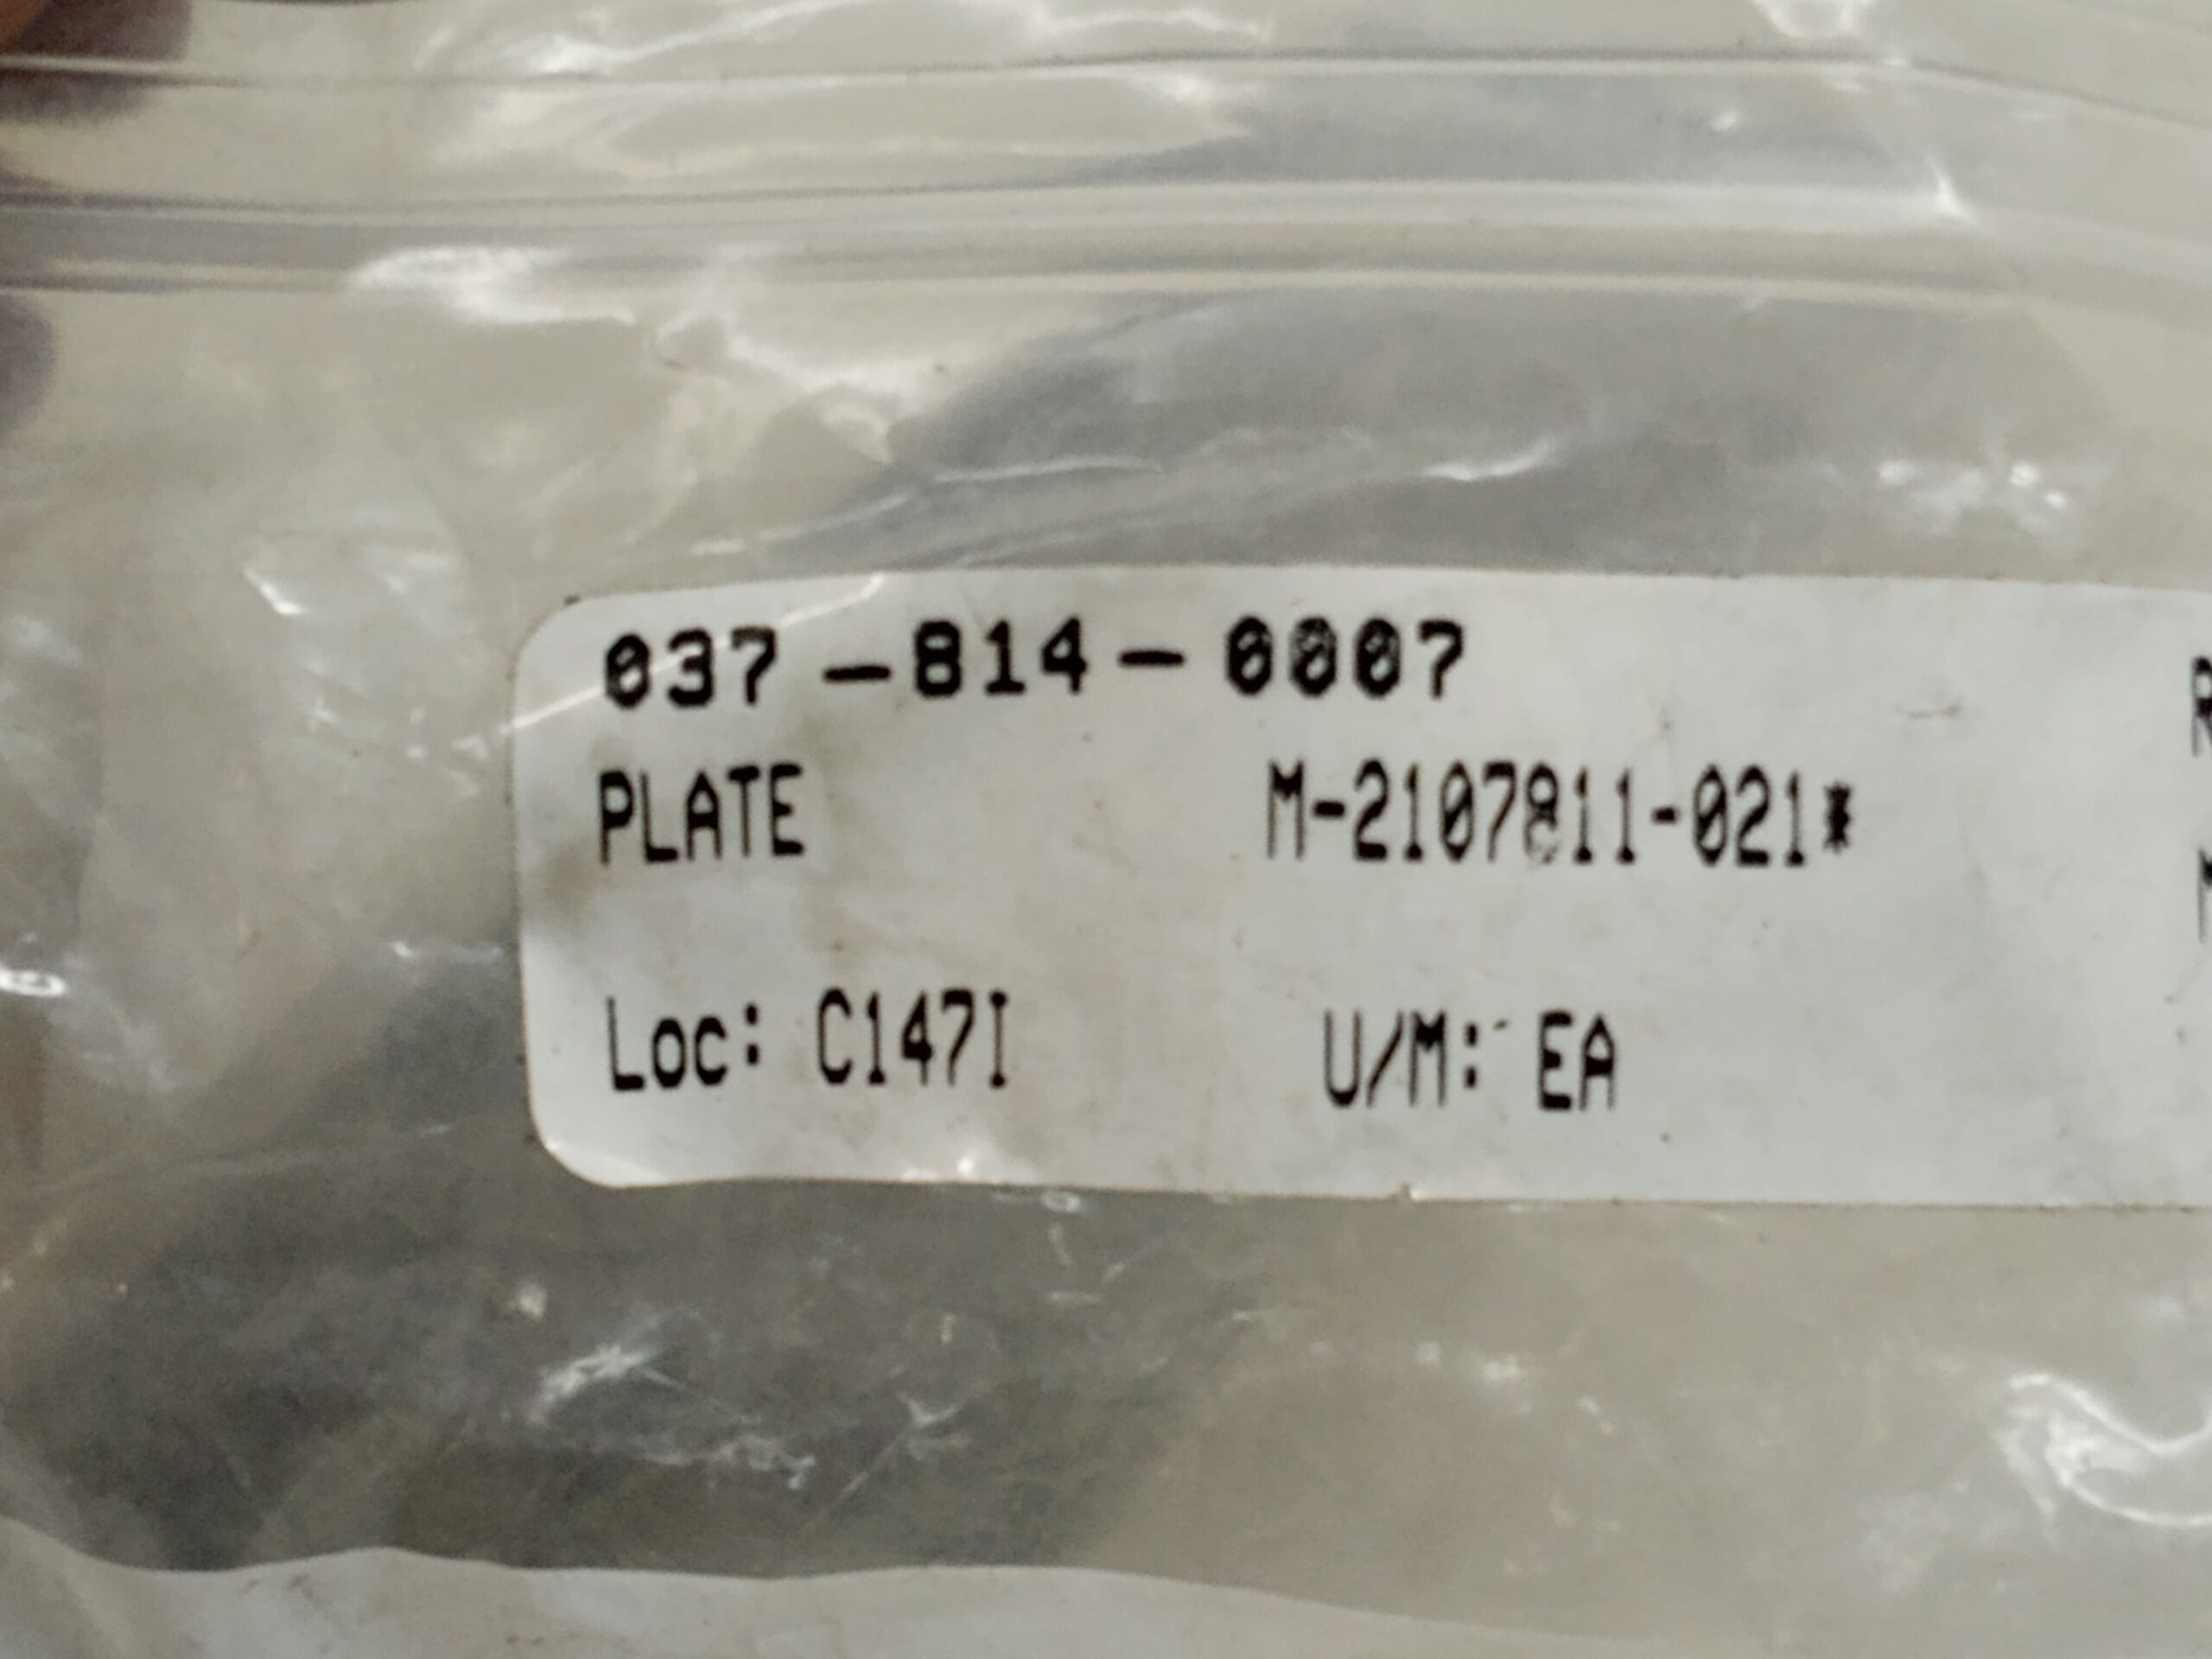 037-814-0007
PLATE M-2107811-021*
Loc: C147I U/M: EA